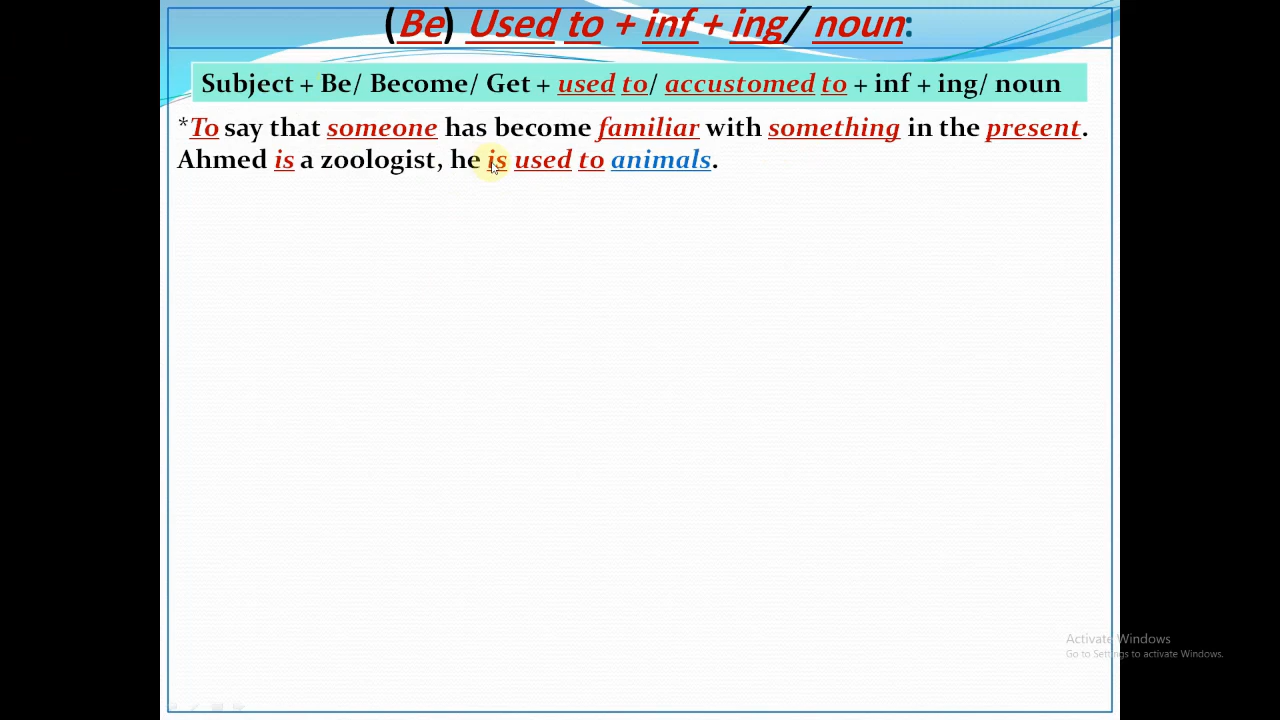 (Be) Used to + inf + ing/ noun:
Subject + Be/ Become/ Get + used to/ accustomed to + inf + ing/ noun
*To say that someone has become familiar with something in the present.
Ahmed is a zoologist, he is used to animals.
Activate Windows
Go to Settings to activate Windows.